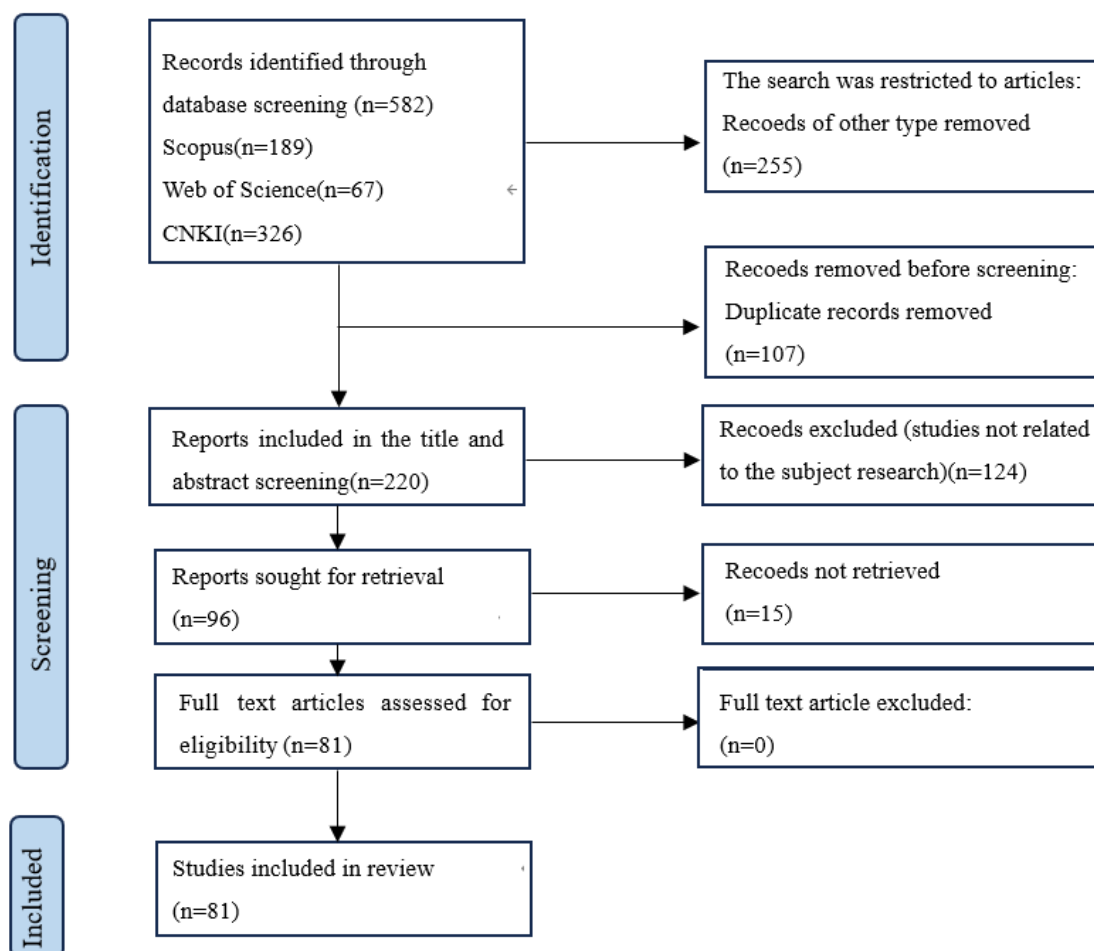 Identification
Records identified through
database screening (n=582)
Scopus(n=189)
Web of Science(n=67)
CNKI(n=326)
The search was restricted to articles:
Recoeds of other type removed
(n=255)
Recoeds removed before screening:
Duplicate records removed
(n=107)
Screening
Reports included in the title and
abstract screening(n=220)
Recoeds excluded (studies not related
to the subject research)(n=124)
Reports sought for retrieval
(n=96)
Recoeds not retrieved
(n=15)
Full text articles assessed for
eligibility (n=81)
Full text article excluded:
(n=0)
Included
Studies included in review
(n=81)